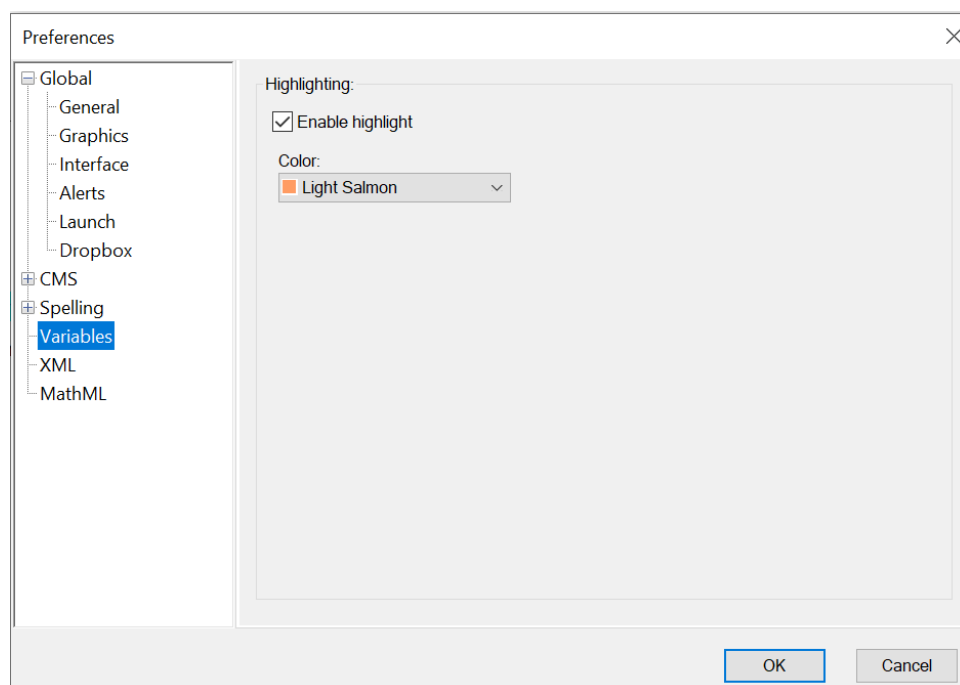 Preferences
Global
General
Graphics
Interface
Alerts
Launch
Dropbox
CMS
Spelling
Variables
XML
MathML
Highlighting:
Enable highlight
Color:
Light Salmon
OK
Cancel